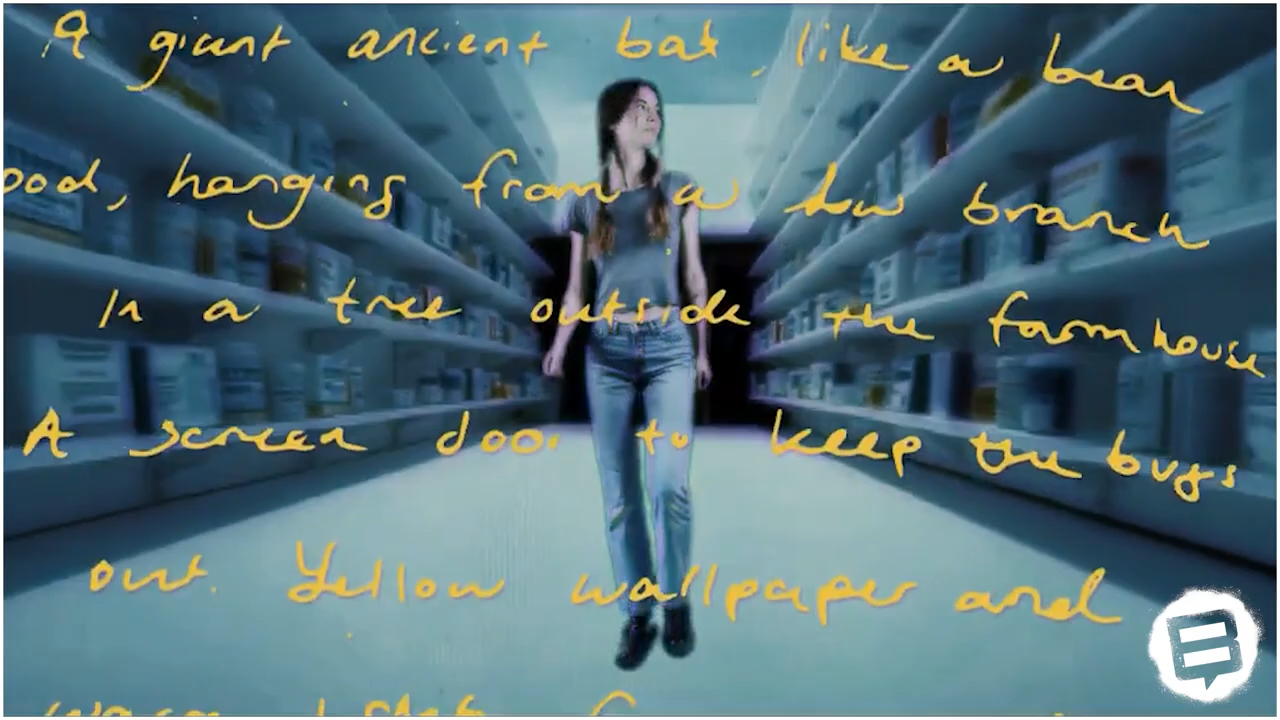 A giant ancient bat, like a bear
ood, hanging from a low branch
In a tree outside the farmhouse
A screen door to keep the bugs
out. Yellow wallpaper and
B